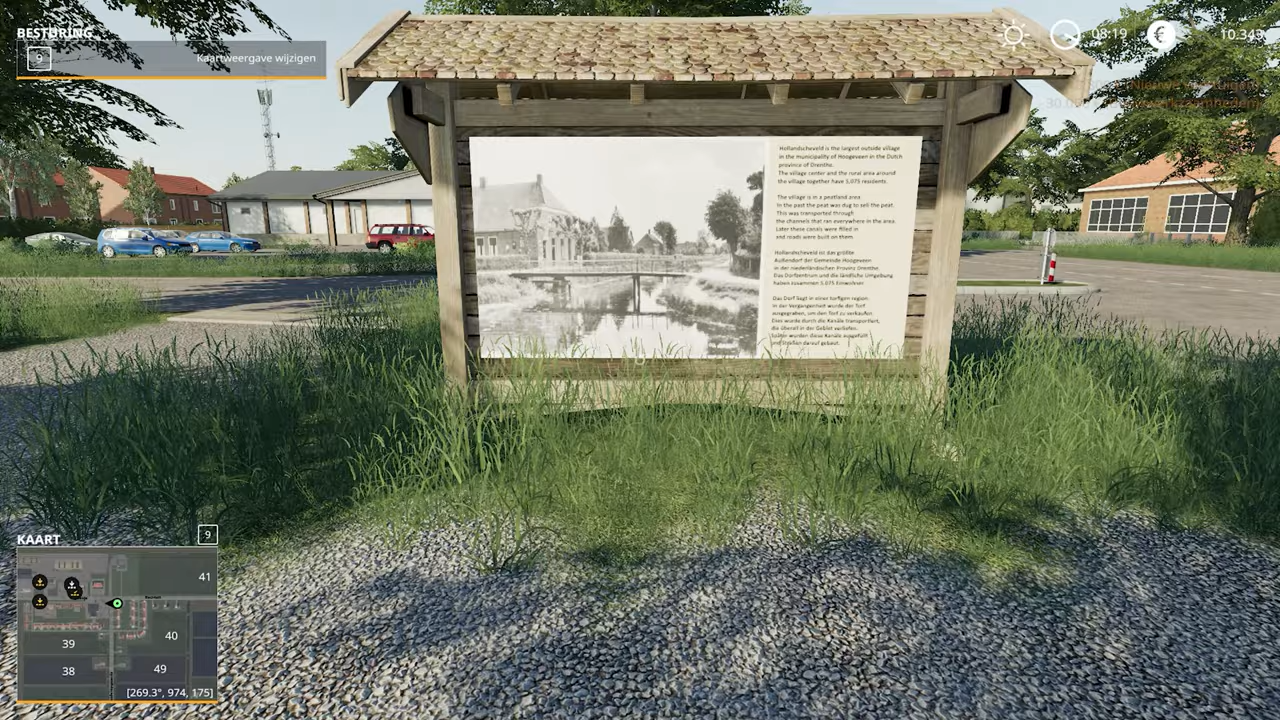 BESTURING
9
Kaartweergave wijzigen
08:19
€
10.343
Hollandscheveld is the largest outside village
in the municipality of Hoogeveen in the Dutch
province of Drenthe.
The village center and the rural area around
the village together have 5,075 residents.
The village is in a peatland area
In the past the peat was dug to sell the peat.
This was transported through
the channels that ran everywhere in the area.
Later these canals were filled in
and roads were built on them.
Hollandscheveld ist das größte
Außendorf der Gemeinde Hoogeveen
in der niederländischer Provinz Drenthe.
Das Dorfzentrum und die ländliche Umgebung
haben zusammen 5.075 Einwohner.
Das Dorf liegt in einer torfigen region.
In der Vergangenheit wurde der Torf
ausgegraben, um den Torf zu verkaufen.
Dies wurde durch die Kanäle transportiert,
die überall in der Gebiet verliefen.
Später wurden diese Kanäle ausgefüllt
und Straßen darauf gebaut.
KAART
9
41
40
39
38
49
[269.3°, 974, 175]